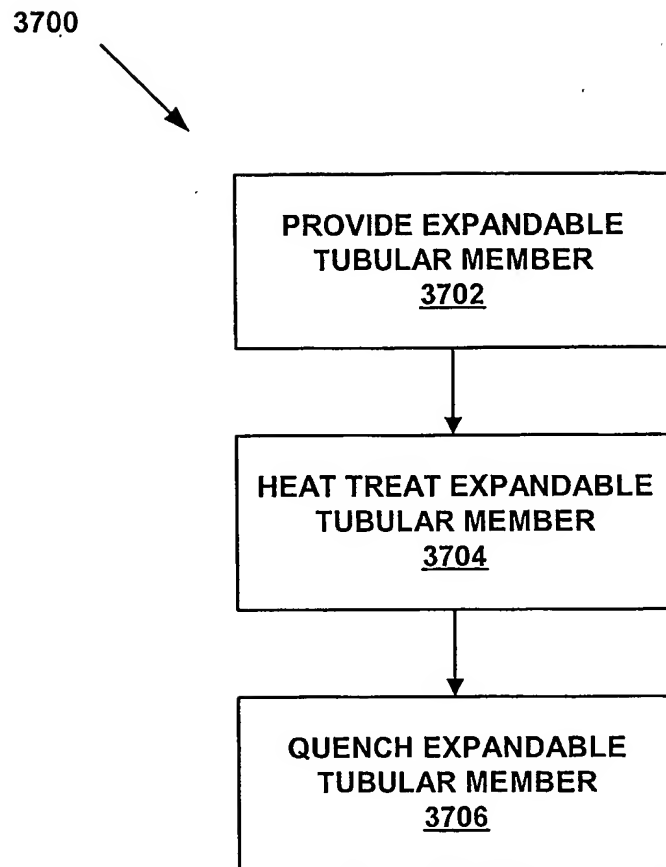 3700
PROVIDE EXPANDABLE
TUBULAR MEMBER
3702
HEAT TREAT EXPANDABLE
TUBULAR MEMBER
3704
QUENCH EXPANDABLE
TUBULAR MEMBER
3706